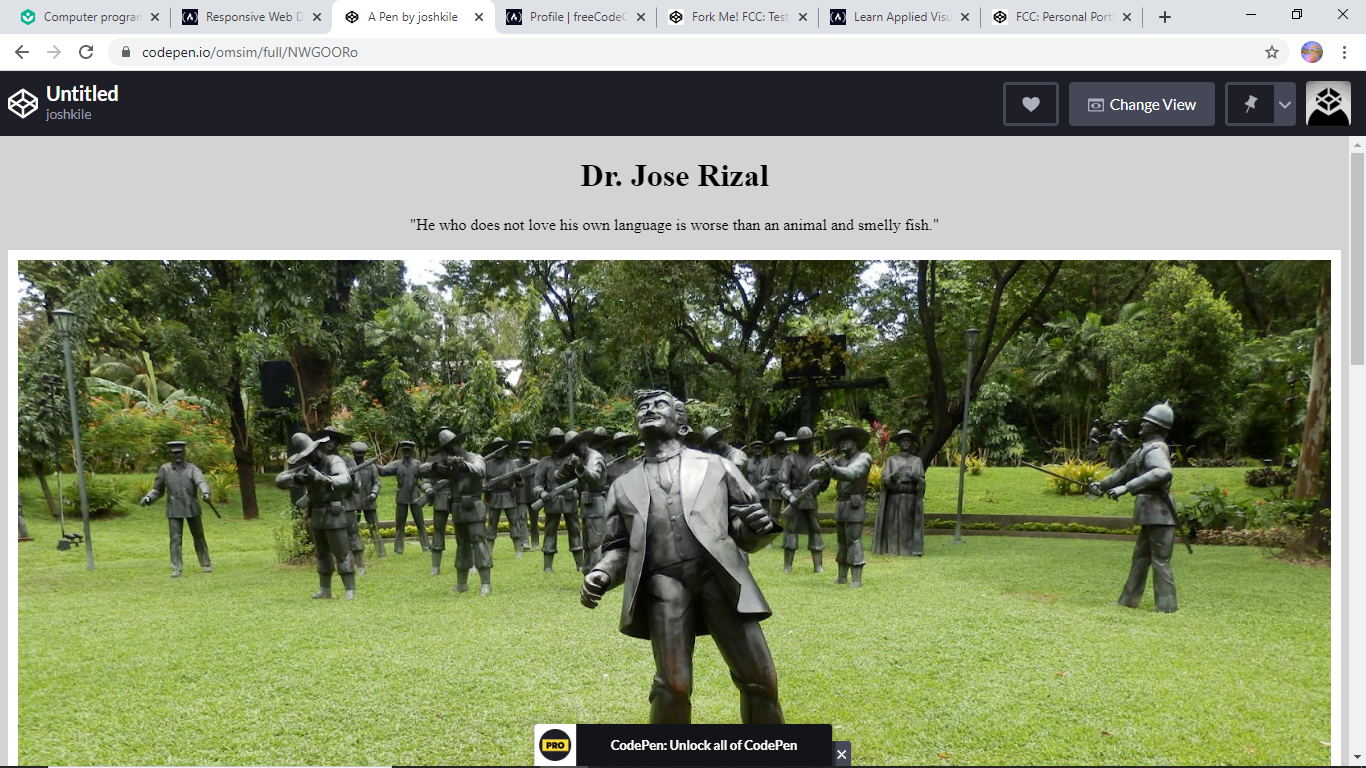 Computer program
Responsive Web D
A Pen by joshkile
Profile | freeCodeC
Fork Me! FCC: Test
Learn Applied Visu
FCC: Personal Portf
codepen.io/omsim/full/NWGOORo
Untitled
joshkile
Change View
Dr. Jose Rizal
"He who does not love his own language is worse than an animal and smelly fish."
PRO
CodePen: Unlock all of CodePen